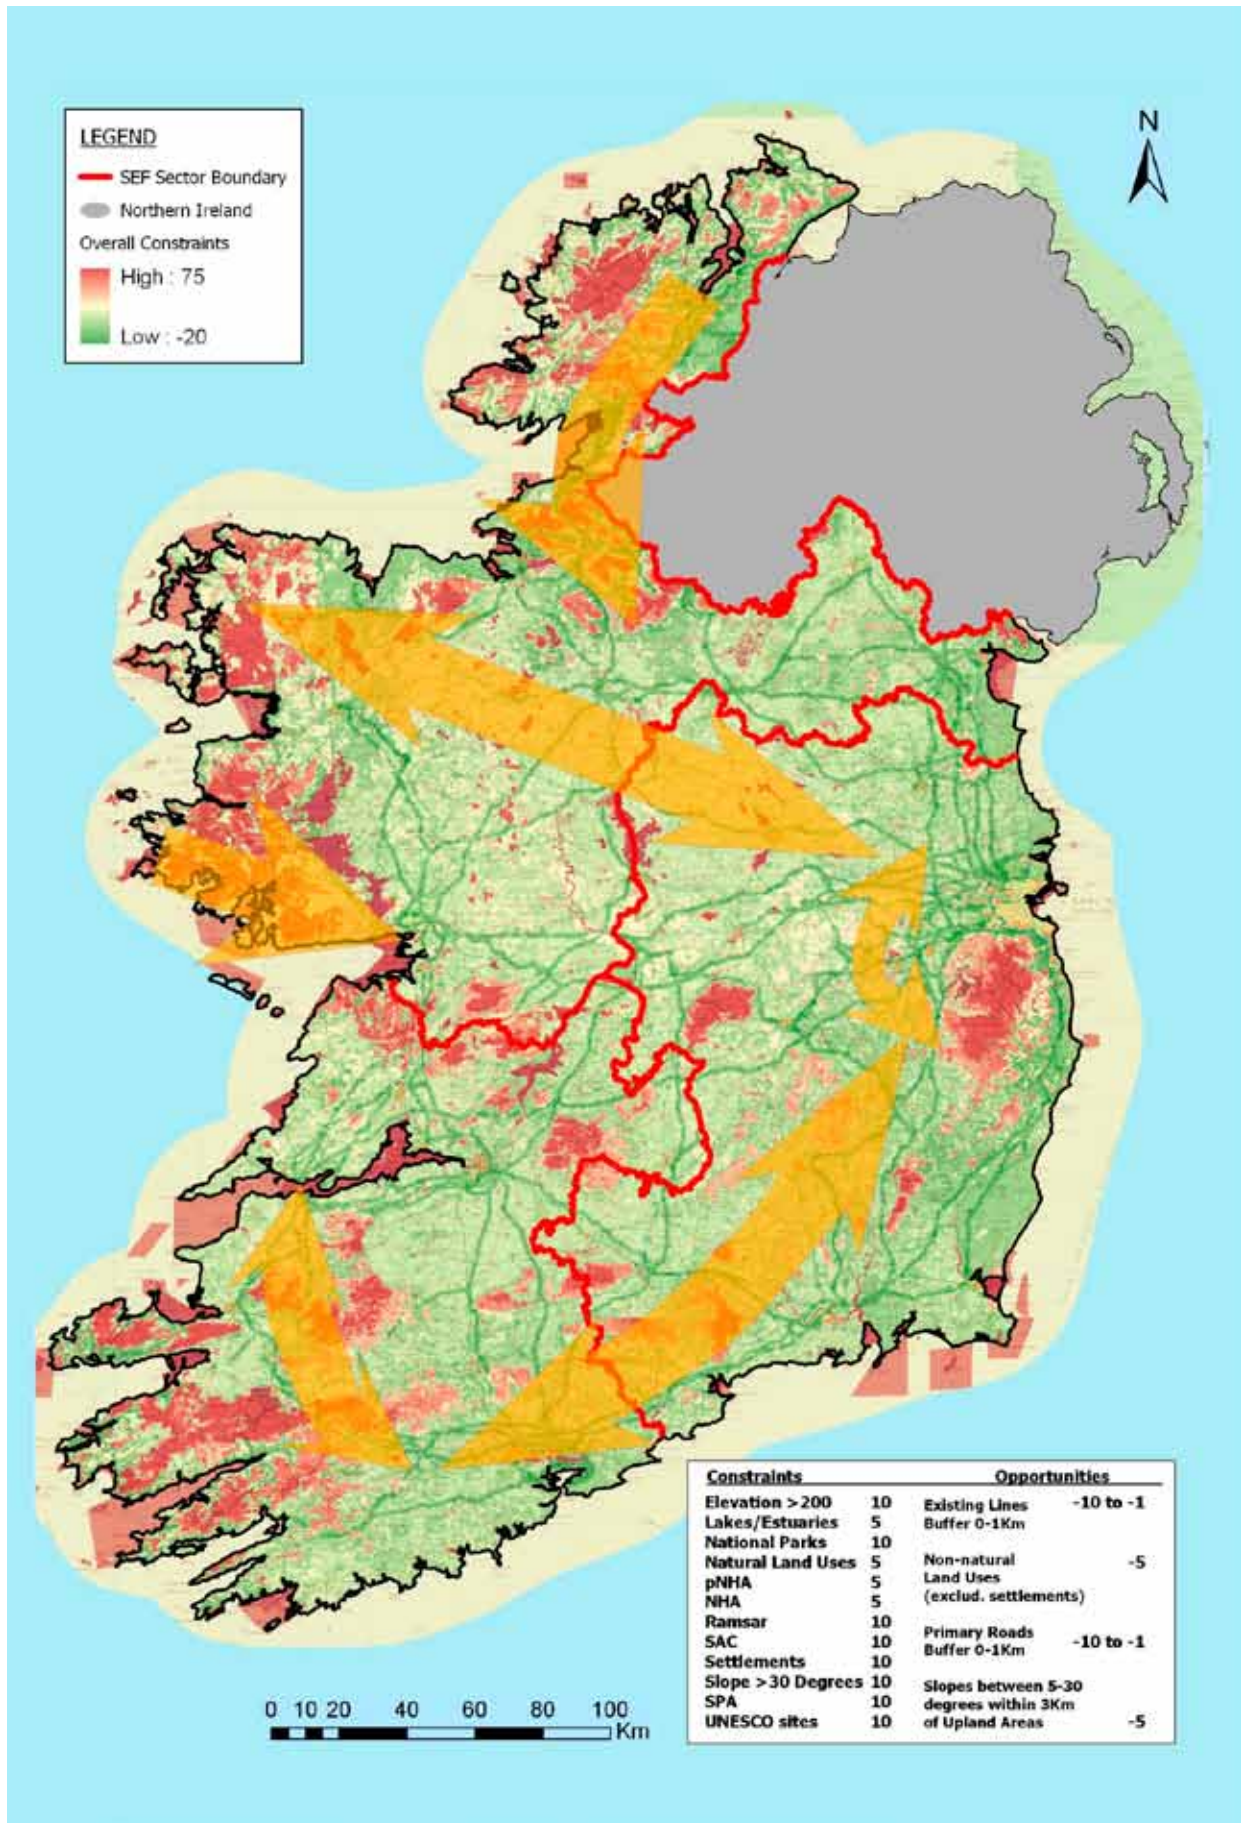 N
LEGEND
SEF Sector Boundary
Northern Ireland
Overall Constraints
High : 75
Low : -20
Constraints
Elevation >200 10
Lakes/Estuaries 5
National Parks 10
Natural Land Uses 5
pNHA 5
NHA 5
Ramsar 10
SAC 10
Settlements 10
Slope >30 Degrees 10
SPA 10
UNESCO sites 10
Opportunities
Existing Lines -10 to -1
Buffer 0-1Km
Non-natural -5
Land Uses
(exclud. settlements)
Primary Roads
Buffer 0-1Km -10 to -1
Slopes between 5-30
degrees within 3Km
of Upland Areas -5
0 10 20 40 60 80 100
Km